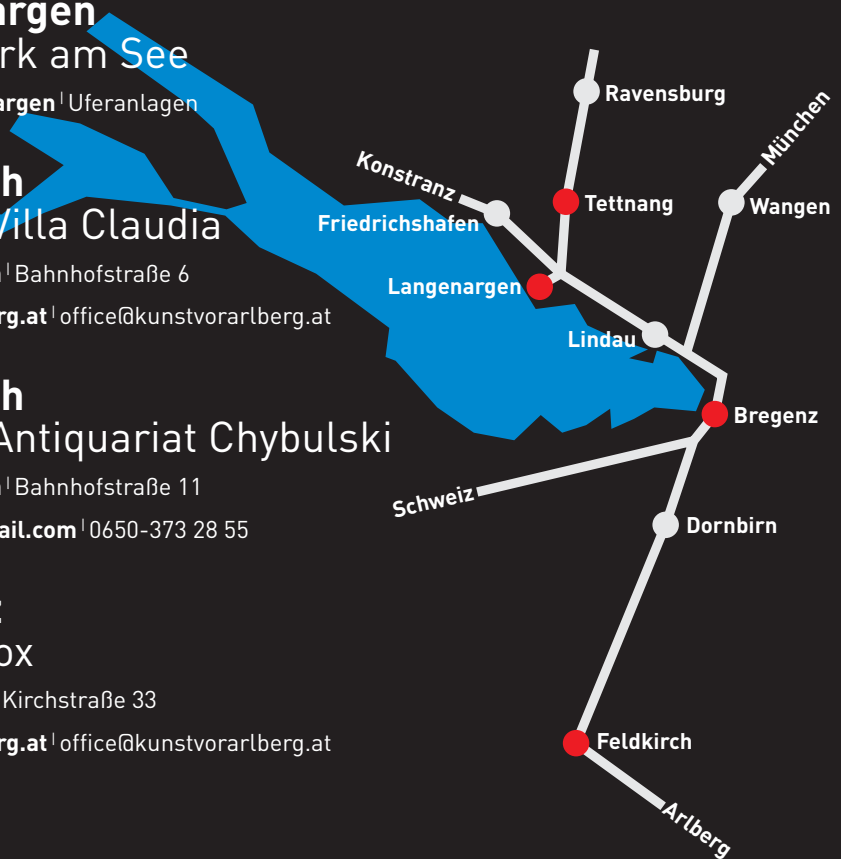 argen
rk am See
argen | Uferanlagen
h
Villa Claudia
| Bahnhofstraße 6
rg.at | office@kunstvorarlberg.at
h
Antiquariat Chybulski
| Bahnhofstraße 11
ail.com | 0650-373 28 55
ox
Kirchstraße 33
rg.at | office@kunstvorarlberg.at
Ravensburg
München
Konstranz
Tettnang
Wangen
Friedrichshafen
Langenargen
Lindau
Bregenz
Schweiz
Dornbirn
Feldkirch
Arlberg